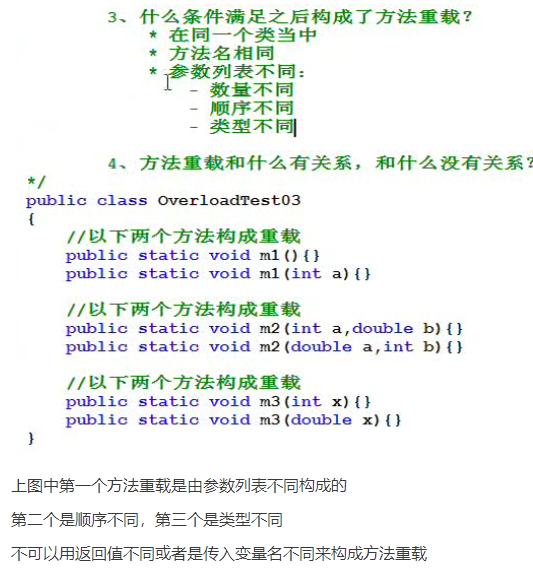 3、什么条件满足之后构成了方法重载？
* 在同一个类当中
* 方法名相同
* 参数列表不同：
- 数量不同
- 顺序不同
- 类型不同
4、方法重载和什么有关系，和什么没有关系？
*/
public class OverloadTest03
{
//以下两个方法构成重载
public static void m1(){}
public static void m1(int a){}
//以下两个方法构成重载
public static void m2(int a,double b){}
public static void m2(double a,int b){}
//以下两个方法构成重载
public static void m3(int x){}
public static void m3(double x){}
}
上图中第一个方法重载是由参数列表不同构成的
第二个是顺序不同，第三个是类型不同
不可以用返回值不同或者是传入变量名不同来构成方法重载